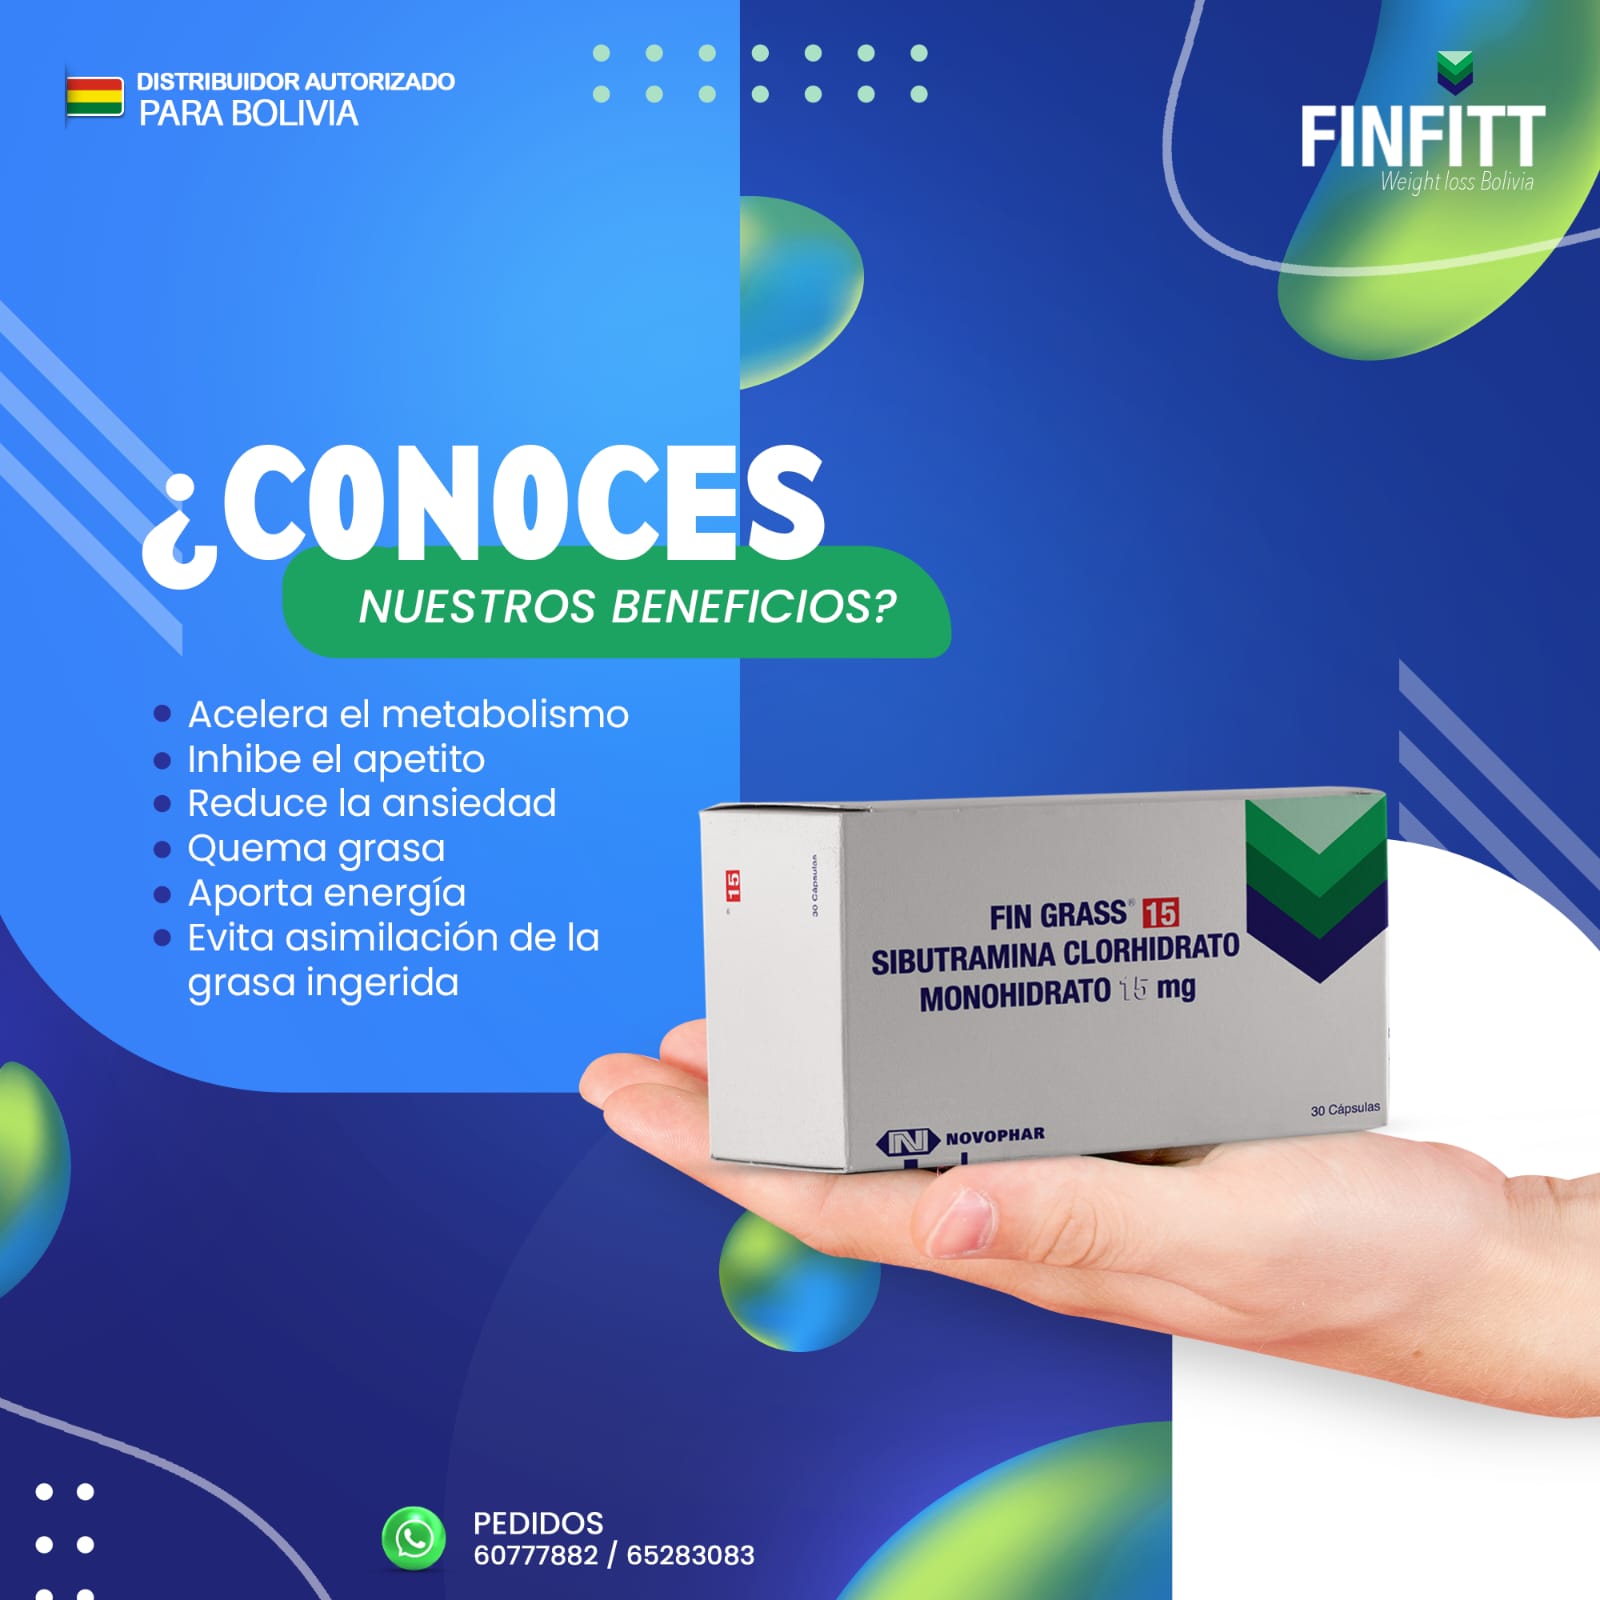 DISTRIBUIDOR AUTORIZADO
PARA BOLIVIA
FINFITT
Weight loss Bolivia
¿CONOCES
NUESTROS BENEFICIOS?
Acelera el metabolismo
Inhibe el apetito
Reduce la ansiedad
Quema grasa
Aporta energía
Evita asimilación de la
grasa ingerida
15
30 Cápsulas
FIN GRASS® 15
SIBUTRAMINA CLORHIDRATO
MONOHIDRATO 15 mg
30 Cápsulas
N NOVOPHAR
PEDIDOS
60777882 / 65283083